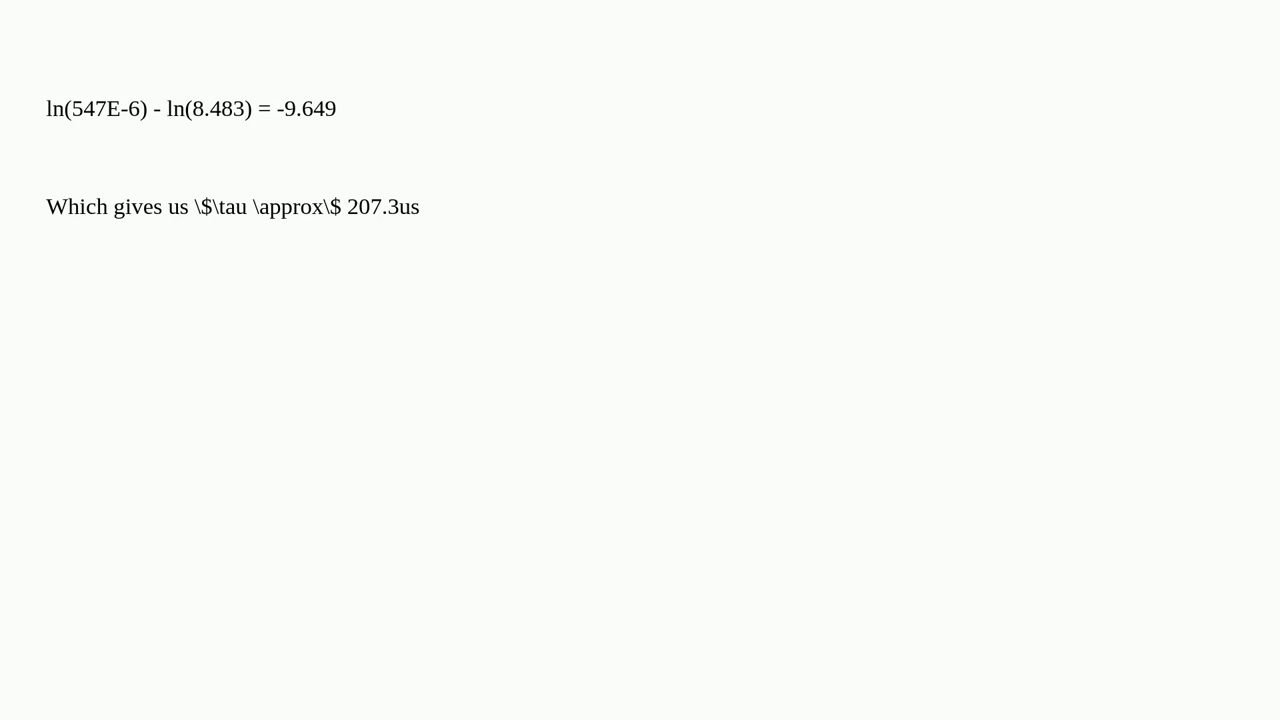 ln(547E-6) - ln(8.483) = -9.649
Which gives us \$\tau \approx\$ 207.3us